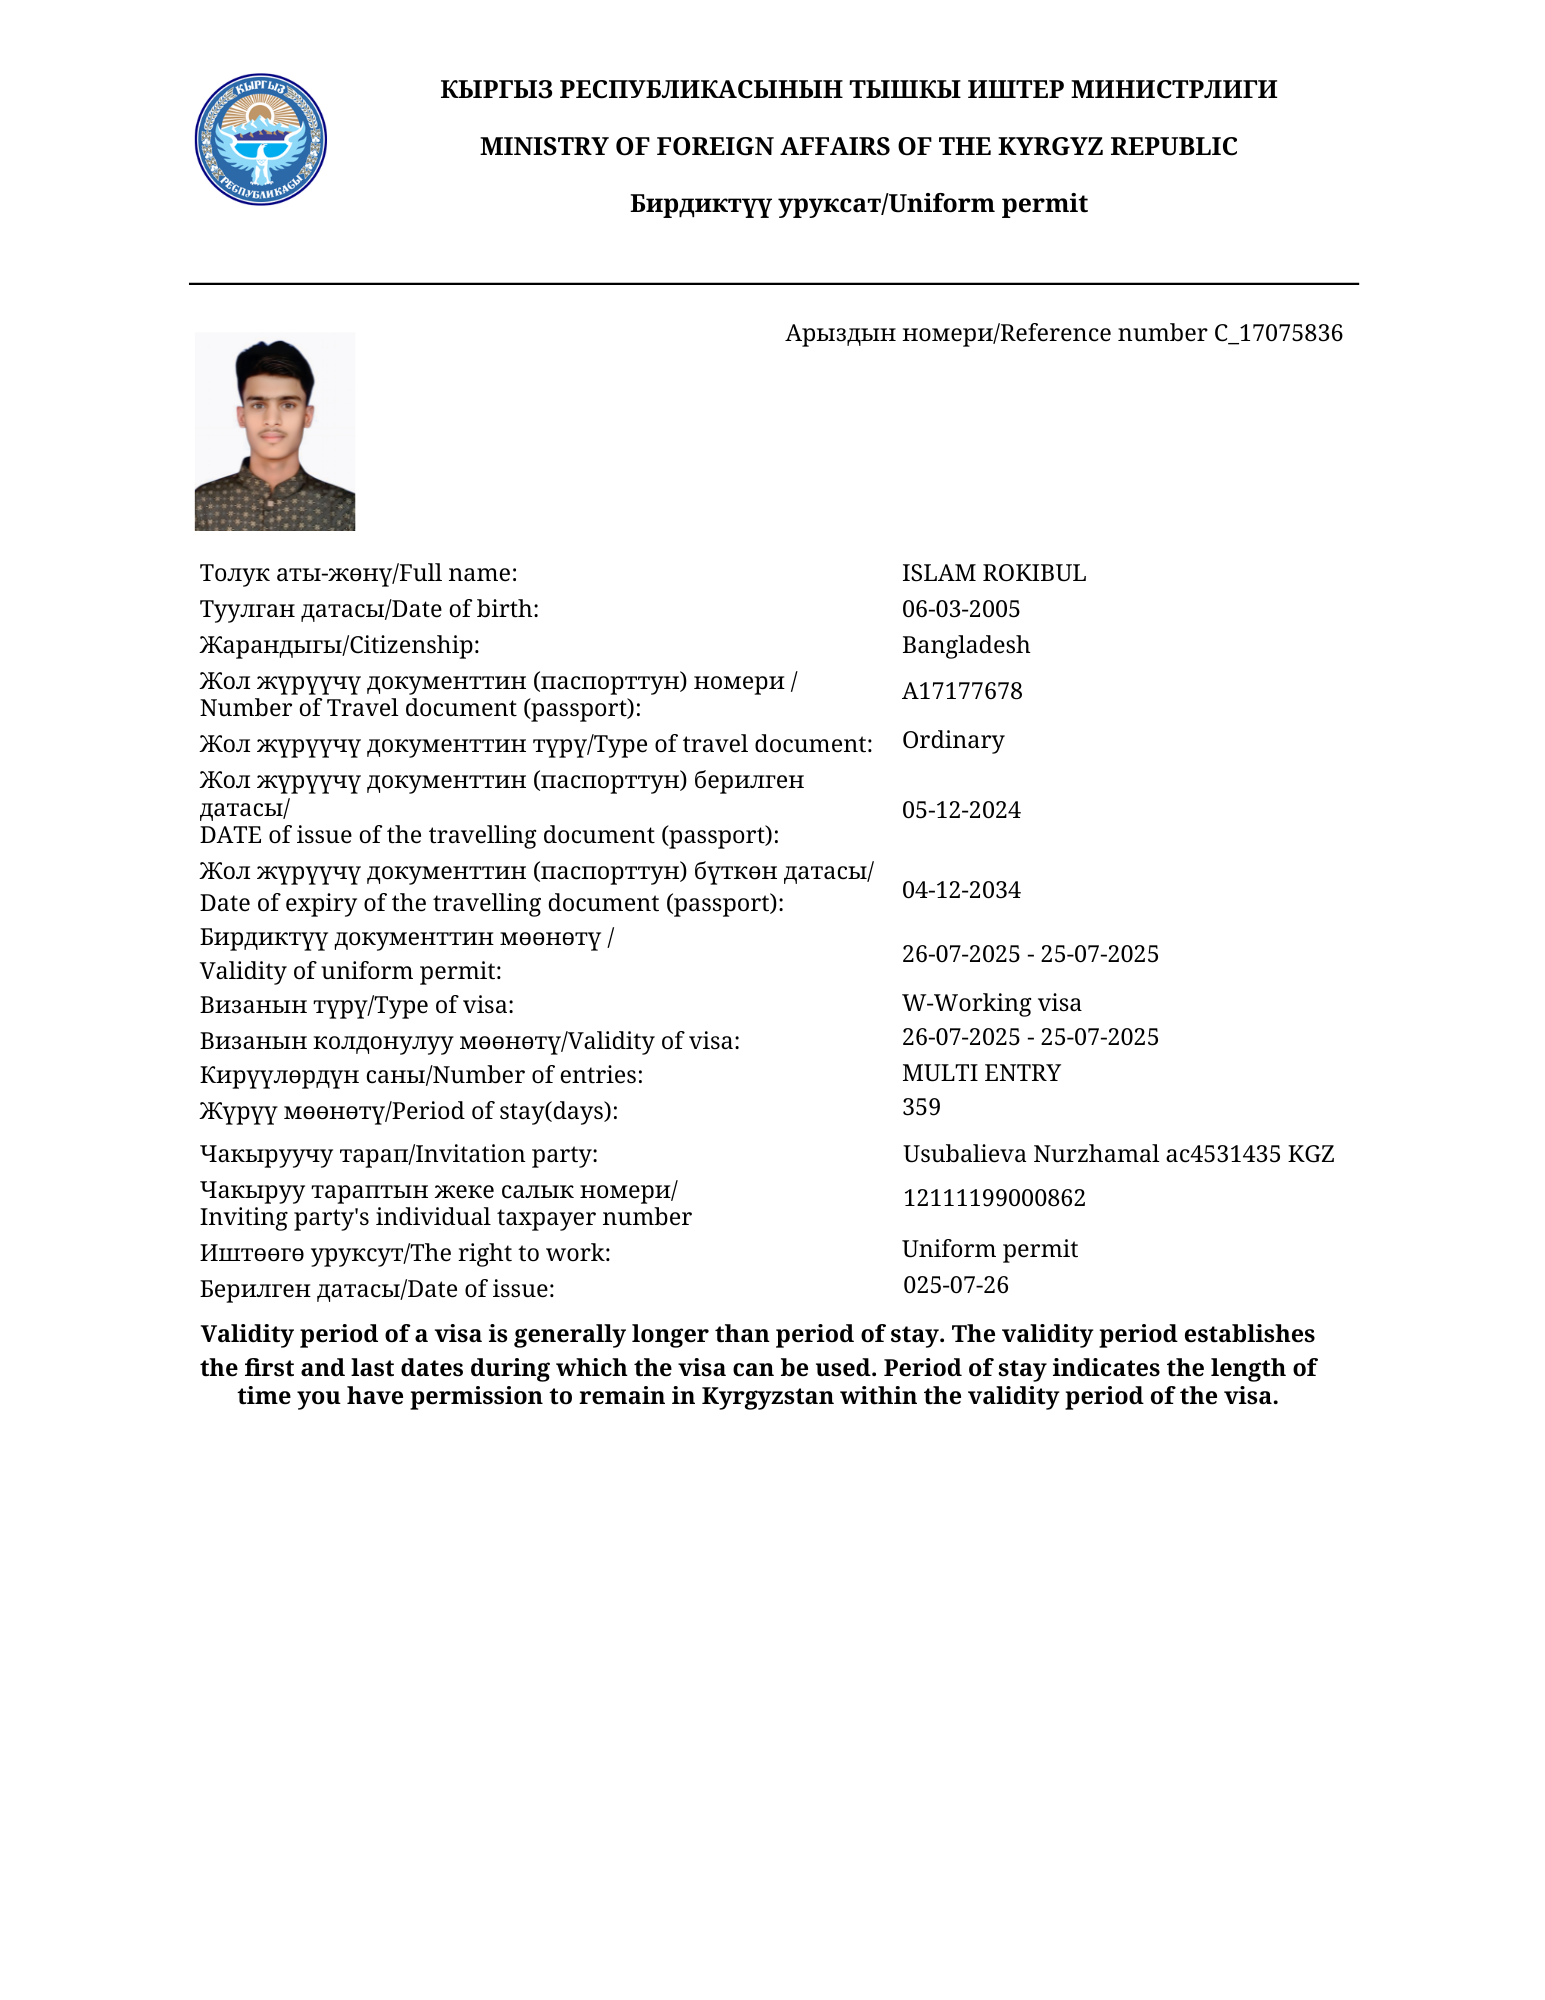 КЫРГЫЗ
РЕСПУБЛИКАСЫ
КЫРГЫЗ РЕСПУБЛИКАСЫНЫН ТЫШКЫ ИШТЕР МИНИСТРЛИГИ
MINISTRY OF FOREIGN AFFAIRS OF THE KYRGYZ REPUBLIC
Бирдиктүү уруксат/Uniform permit
Арыздын номери/Reference number C_17075836
Толук аты-жөнү/Full name: ISLAM ROKIBUL
Туулган датасы/Date of birth: 06-03-2005
Жарандыгы/Citizenship: Bangladesh
Жол жүрүүчү документтин (паспорттун) номери /
Number of Travel document (passport): A17177678
Жол жүрүүчү документтин түрү/Type of travel document: Ordinary
Жол жүрүүчү документтин (паспорттун) берилген
датасы/ 05-12-2024
DATE of issue of the travelling document (passport):
Жол жүрүүчү документтин (паспорттун) бүткөн датасы/
Date of expiry of the travelling document (passport): 04-12-2034
Бирдиктүү документтин мөөнөтү /
Validity of uniform permit: 26-07-2025 - 25-07-2025
Визанын түрү/Type of visa: W-Working visa
Визанын колдонулуу мөөнөтү/Validity of visa: 26-07-2025 - 25-07-2025
Кирүүлөрдүн саны/Number of entries: MULTI ENTRY
Жүрүү мөөнөтү/Period of stay(days): 359
Чакыруучу тарап/Invitation party: Usubalieva Nurzhamal ac4531435 KGZ
Чакыруу тараптын жеке салык номери/
Inviting party's individual taxpayer number 12111199000862
Иштөөгө уруксут/The right to work: Uniform permit
Берилген датасы/Date of issue: 025-07-26
Validity period of a visa is generally longer than period of stay. The validity period establishes
the first and last dates during which the visa can be used. Period of stay indicates the length of
time you have permission to remain in Kyrgyzstan within the validity period of the visa.